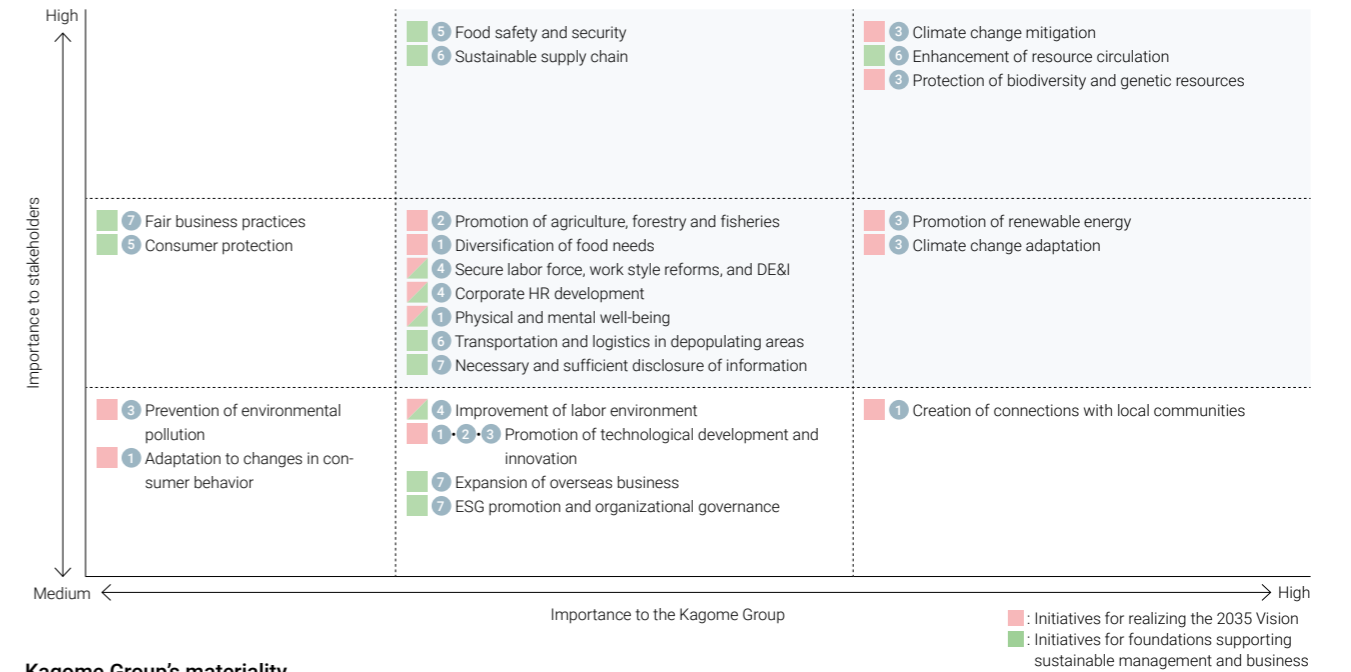 High
5 Food safety and security
6 Sustainable supply chain
3 Climate change mitigation
6 Enhancement of resource circulation
3 Protection of biodiversity and genetic resources
Importance to stakeholders
7 Fair business practices
5 Consumer protection
2 Promotion of agriculture, forestry and fisheries
1 Diversification of food needs
4 Secure labor force, work style reforms, and DE&I
4 Corporate HR development
1 Physical and mental well-being
6 Transportation and logistics in depopulating areas
7 Necessary and sufficient disclosure of information
3 Promotion of renewable energy
3 Climate change adaptation
3 Prevention of environmental
pollution
1 Adaptation to changes in con-
sumer behavior
4 Improvement of labor environment
1・2・3 Promotion of technological development and
innovation
7 Expansion of overseas business
7 ESG promotion and organizational governance
1 Creation of connections with local communities
Medium
High
Importance to the Kagome Group
: Initiatives for realizing the 2035 Vision
: Initiatives for foundations supporting
sustainable management and business
Kagome Group's materiality